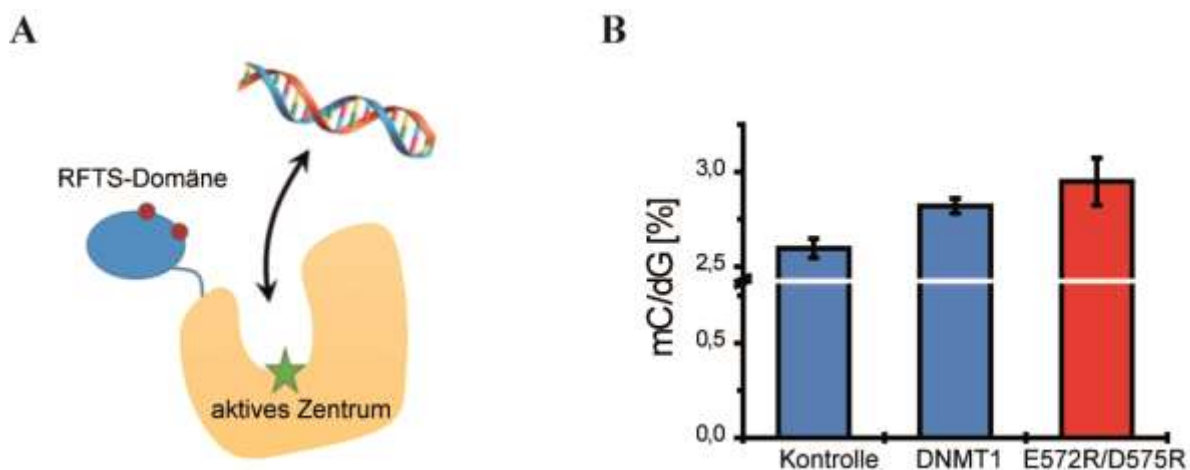 A
RFTS-Domäne
aktives Zentrum
B
mC/dG [%]
3,0
2,5
0,5
0,0
Kontrolle DNMT1 E572R/D575R